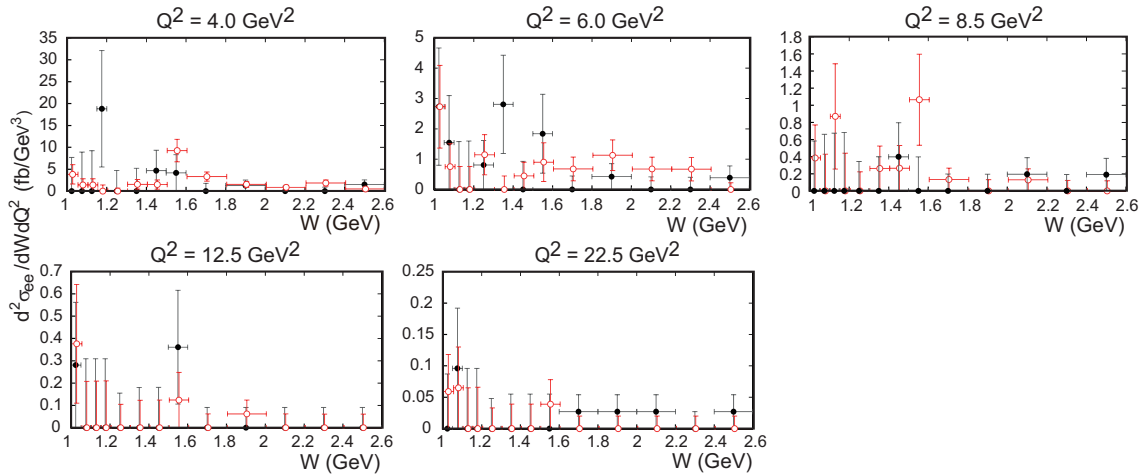 Q² = 4.0 GeV²
Q² = 6.0 GeV²
Q² = 8.5 GeV²
35
30
25
20
15
10
5
0
1 1.2 1.4 1.6 1.8 2 2.2 2.4 2.6
W (GeV)
6
5
4
3
2
1
0
1 1.2 1.4 1.6 1.8 2 2.2 2.4 2.6
W (GeV)
1.8
1.6
1.4
1.2
1
0.8
0.6
0.4
0.2
0
1 1.2 1.4 1.6 1.8 2 2.2 2.4 2.6
W (GeV)
d²σee/dWdQ² (fb/GeV³)
Q² = 12.5 GeV²
Q² = 22.5 GeV²
0.7
0.6
0.5
0.4
0.3
0.2
0.1
0
1 1.2 1.4 1.6 1.8 2 2.2 2.4 2.6
W (GeV)
0.25
0.2
0.15
0.1
0.05
0
1 1.2 1.4 1.6 1.8 2 2.2 2.4 2.6
W (GeV)